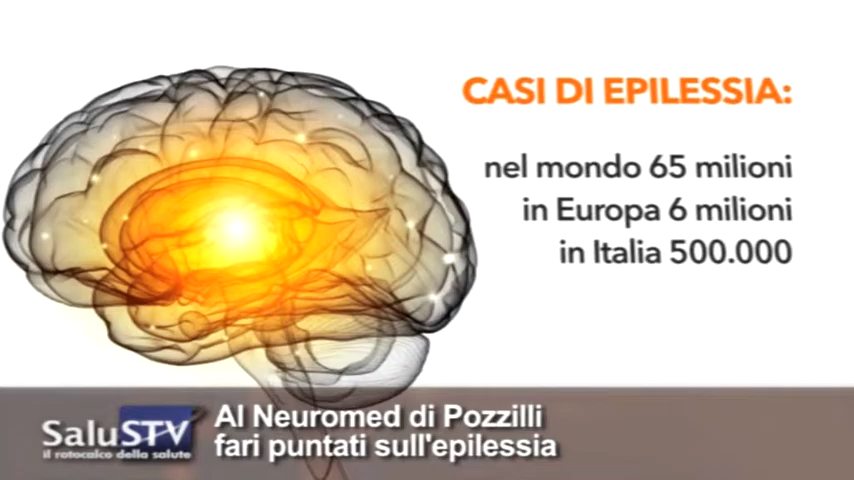 CASI DI EPILESSIA:
nel mondo 65 milioni
in Europa 6 milioni
in Italia 500.000
SaluSTV
il rotocalco della salute
Al Neuromed di Pozzilli
fari puntati sull'epilessia